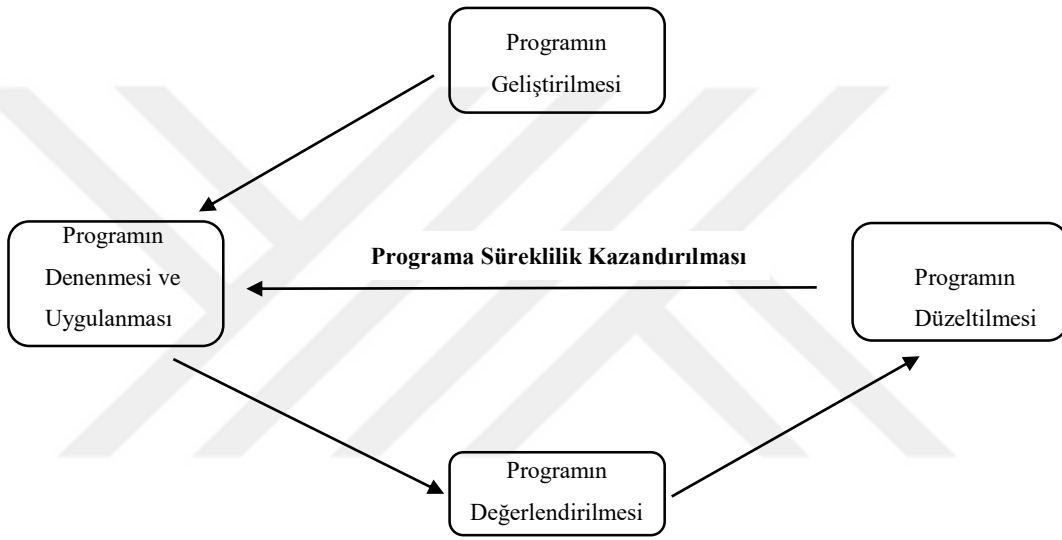 Programın
Geliştirilmesi
Programın
Denenmesi ve
Uygulanması
Programa Süreklilik Kazandırılması
Programın
Düzeltilmesi
Programın
Değerlendirilmesi